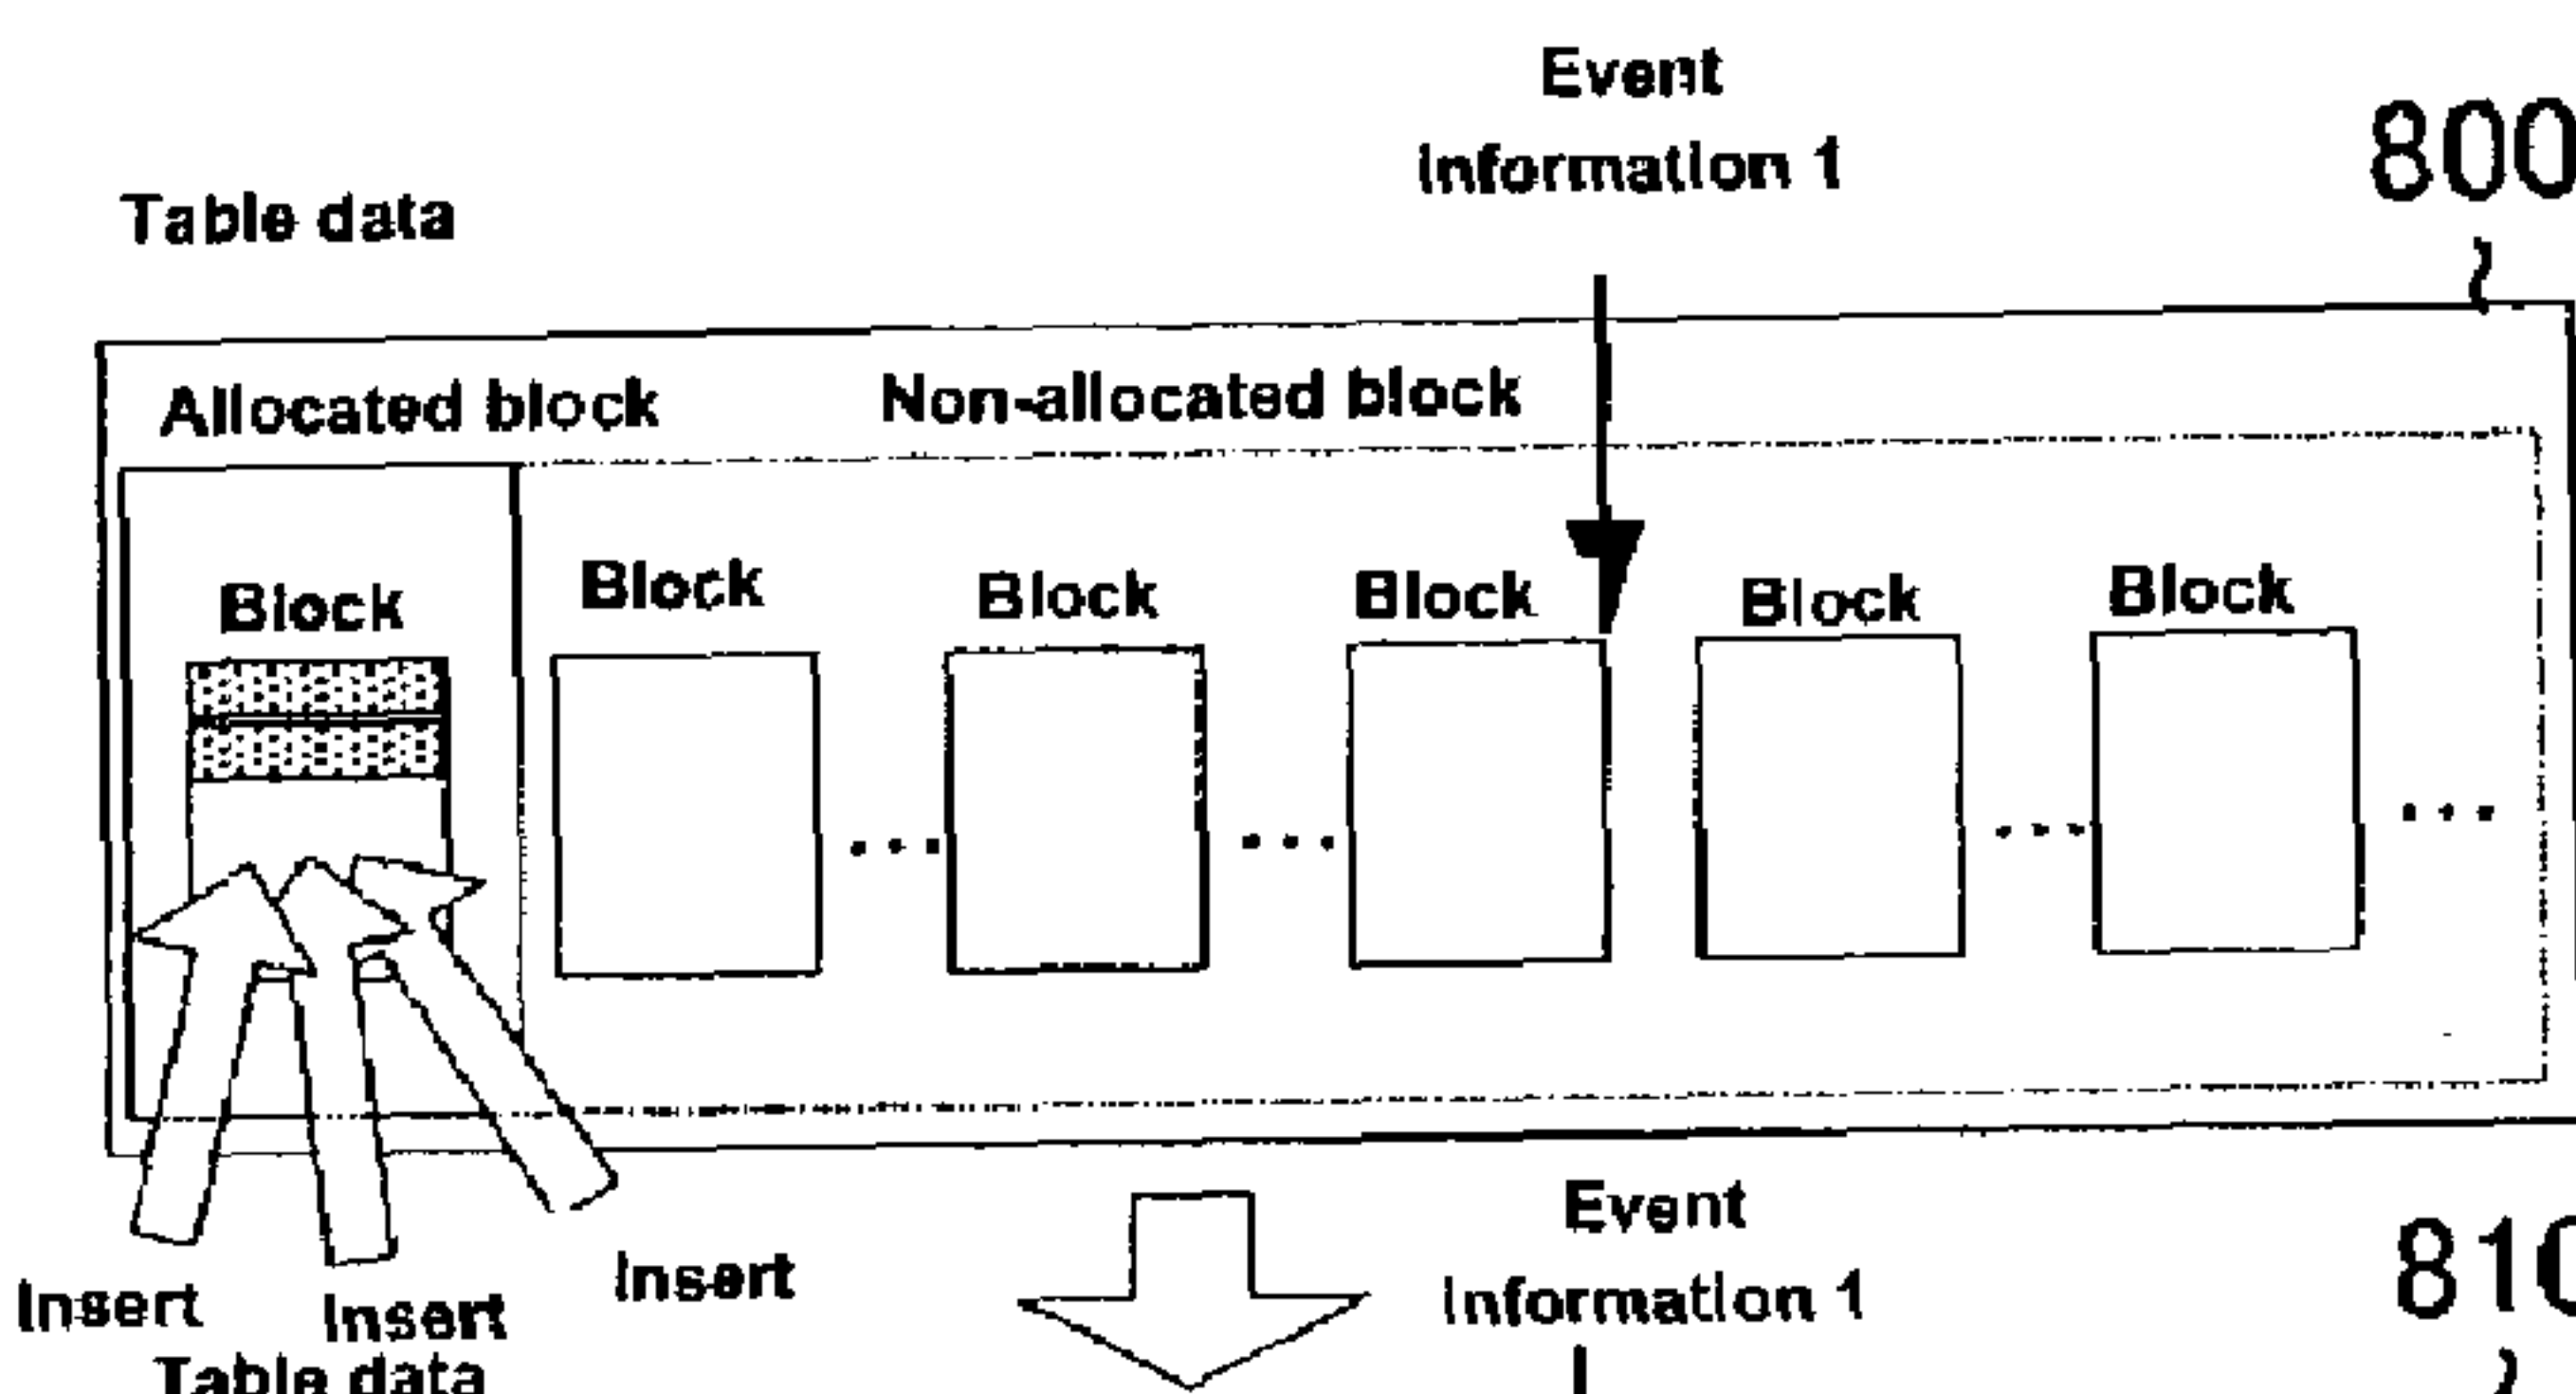 Event
Information 1
800
Table data
Allocated block
Non-allocated block
Block
Block
Block
Block
Block
Block
Event
Information 1
810
Insert
Insert
Insert
Table data